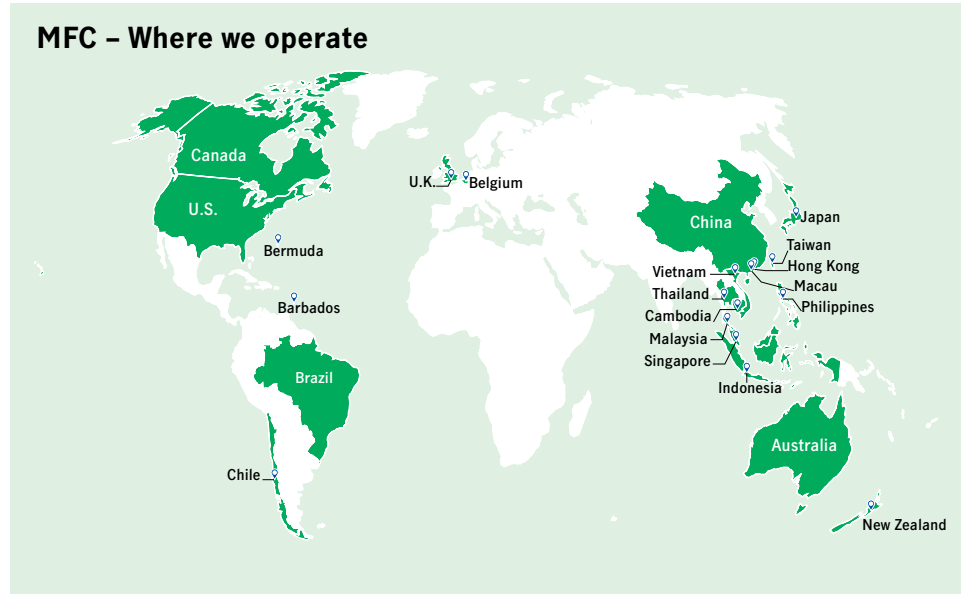 MFC – Where we operate
Canada
U.S.
Bermuda
Barbados
Brazil
Chile
U.K.
Belgium
China
Japan
Taiwan
Hong Kong
Macau
Philippines
Vietnam
Thailand
Cambodia
Malaysia
Singapore
Indonesia
Australia
New Zealand